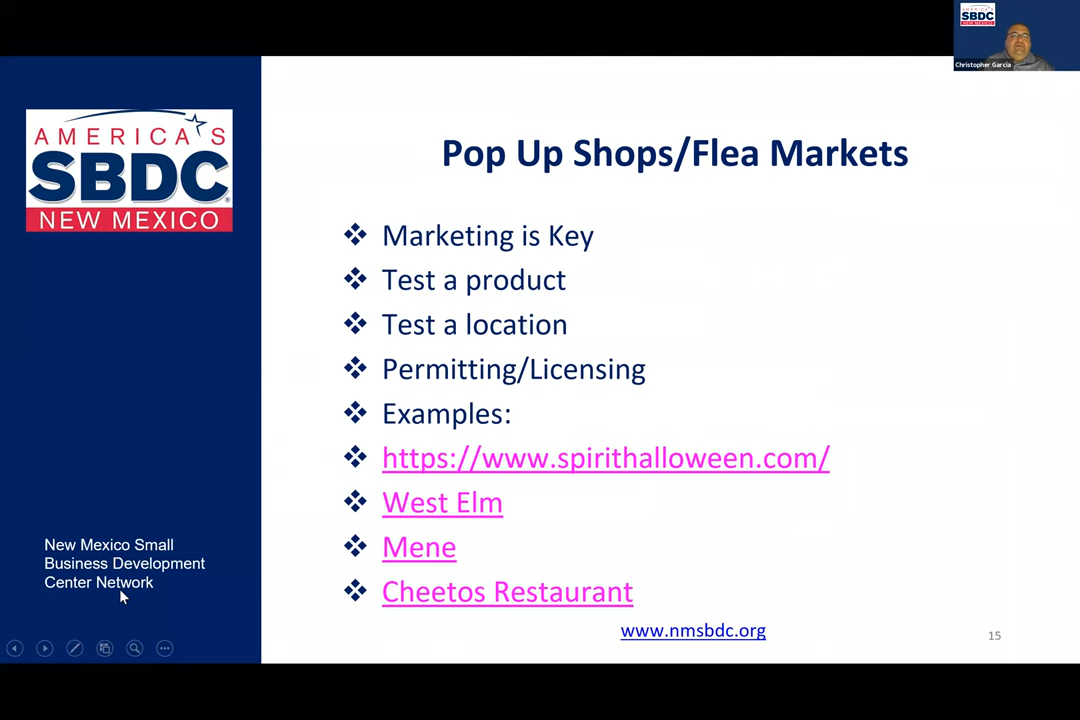 AMERICA'S
SBDC
NEW MEXICO
Christopher Garcia
AMERICA'S
SBDC
NEW MEXICO
Pop Up Shops/Flea Markets
❖ Marketing is Key
❖ Test a product
❖ Test a location
❖ Permitting/Licensing
❖ Examples:
❖ https://www.spirithalloween.com/
❖ West Elm
❖ Mene
❖ Cheetos Restaurant
New Mexico Small
Business Development
Center Network
www.nmsbdc.org
15